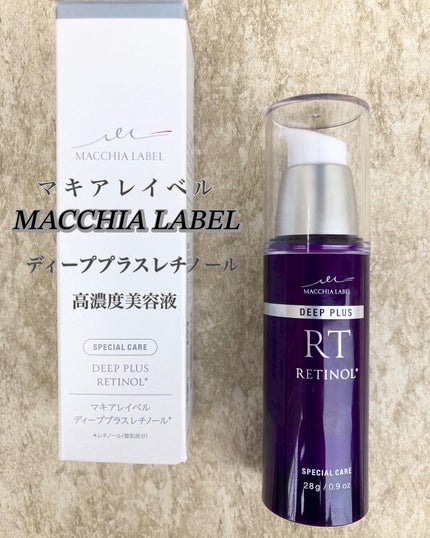 MACCHIA LABEL
マキアレイベル
MACCHIA LABEL
ディーププラスレチノール
高濃度美容液
SPECIAL CARE
DEEP PLUS
RETINOL*
マキアレイベル
ディーププラスレチノール*
*レチノール(整肌成分)
MACCHIA LABEL
DEEP PLUS
RT
RETINOL*
SPECIAL CARE
28g / 0.9 oz